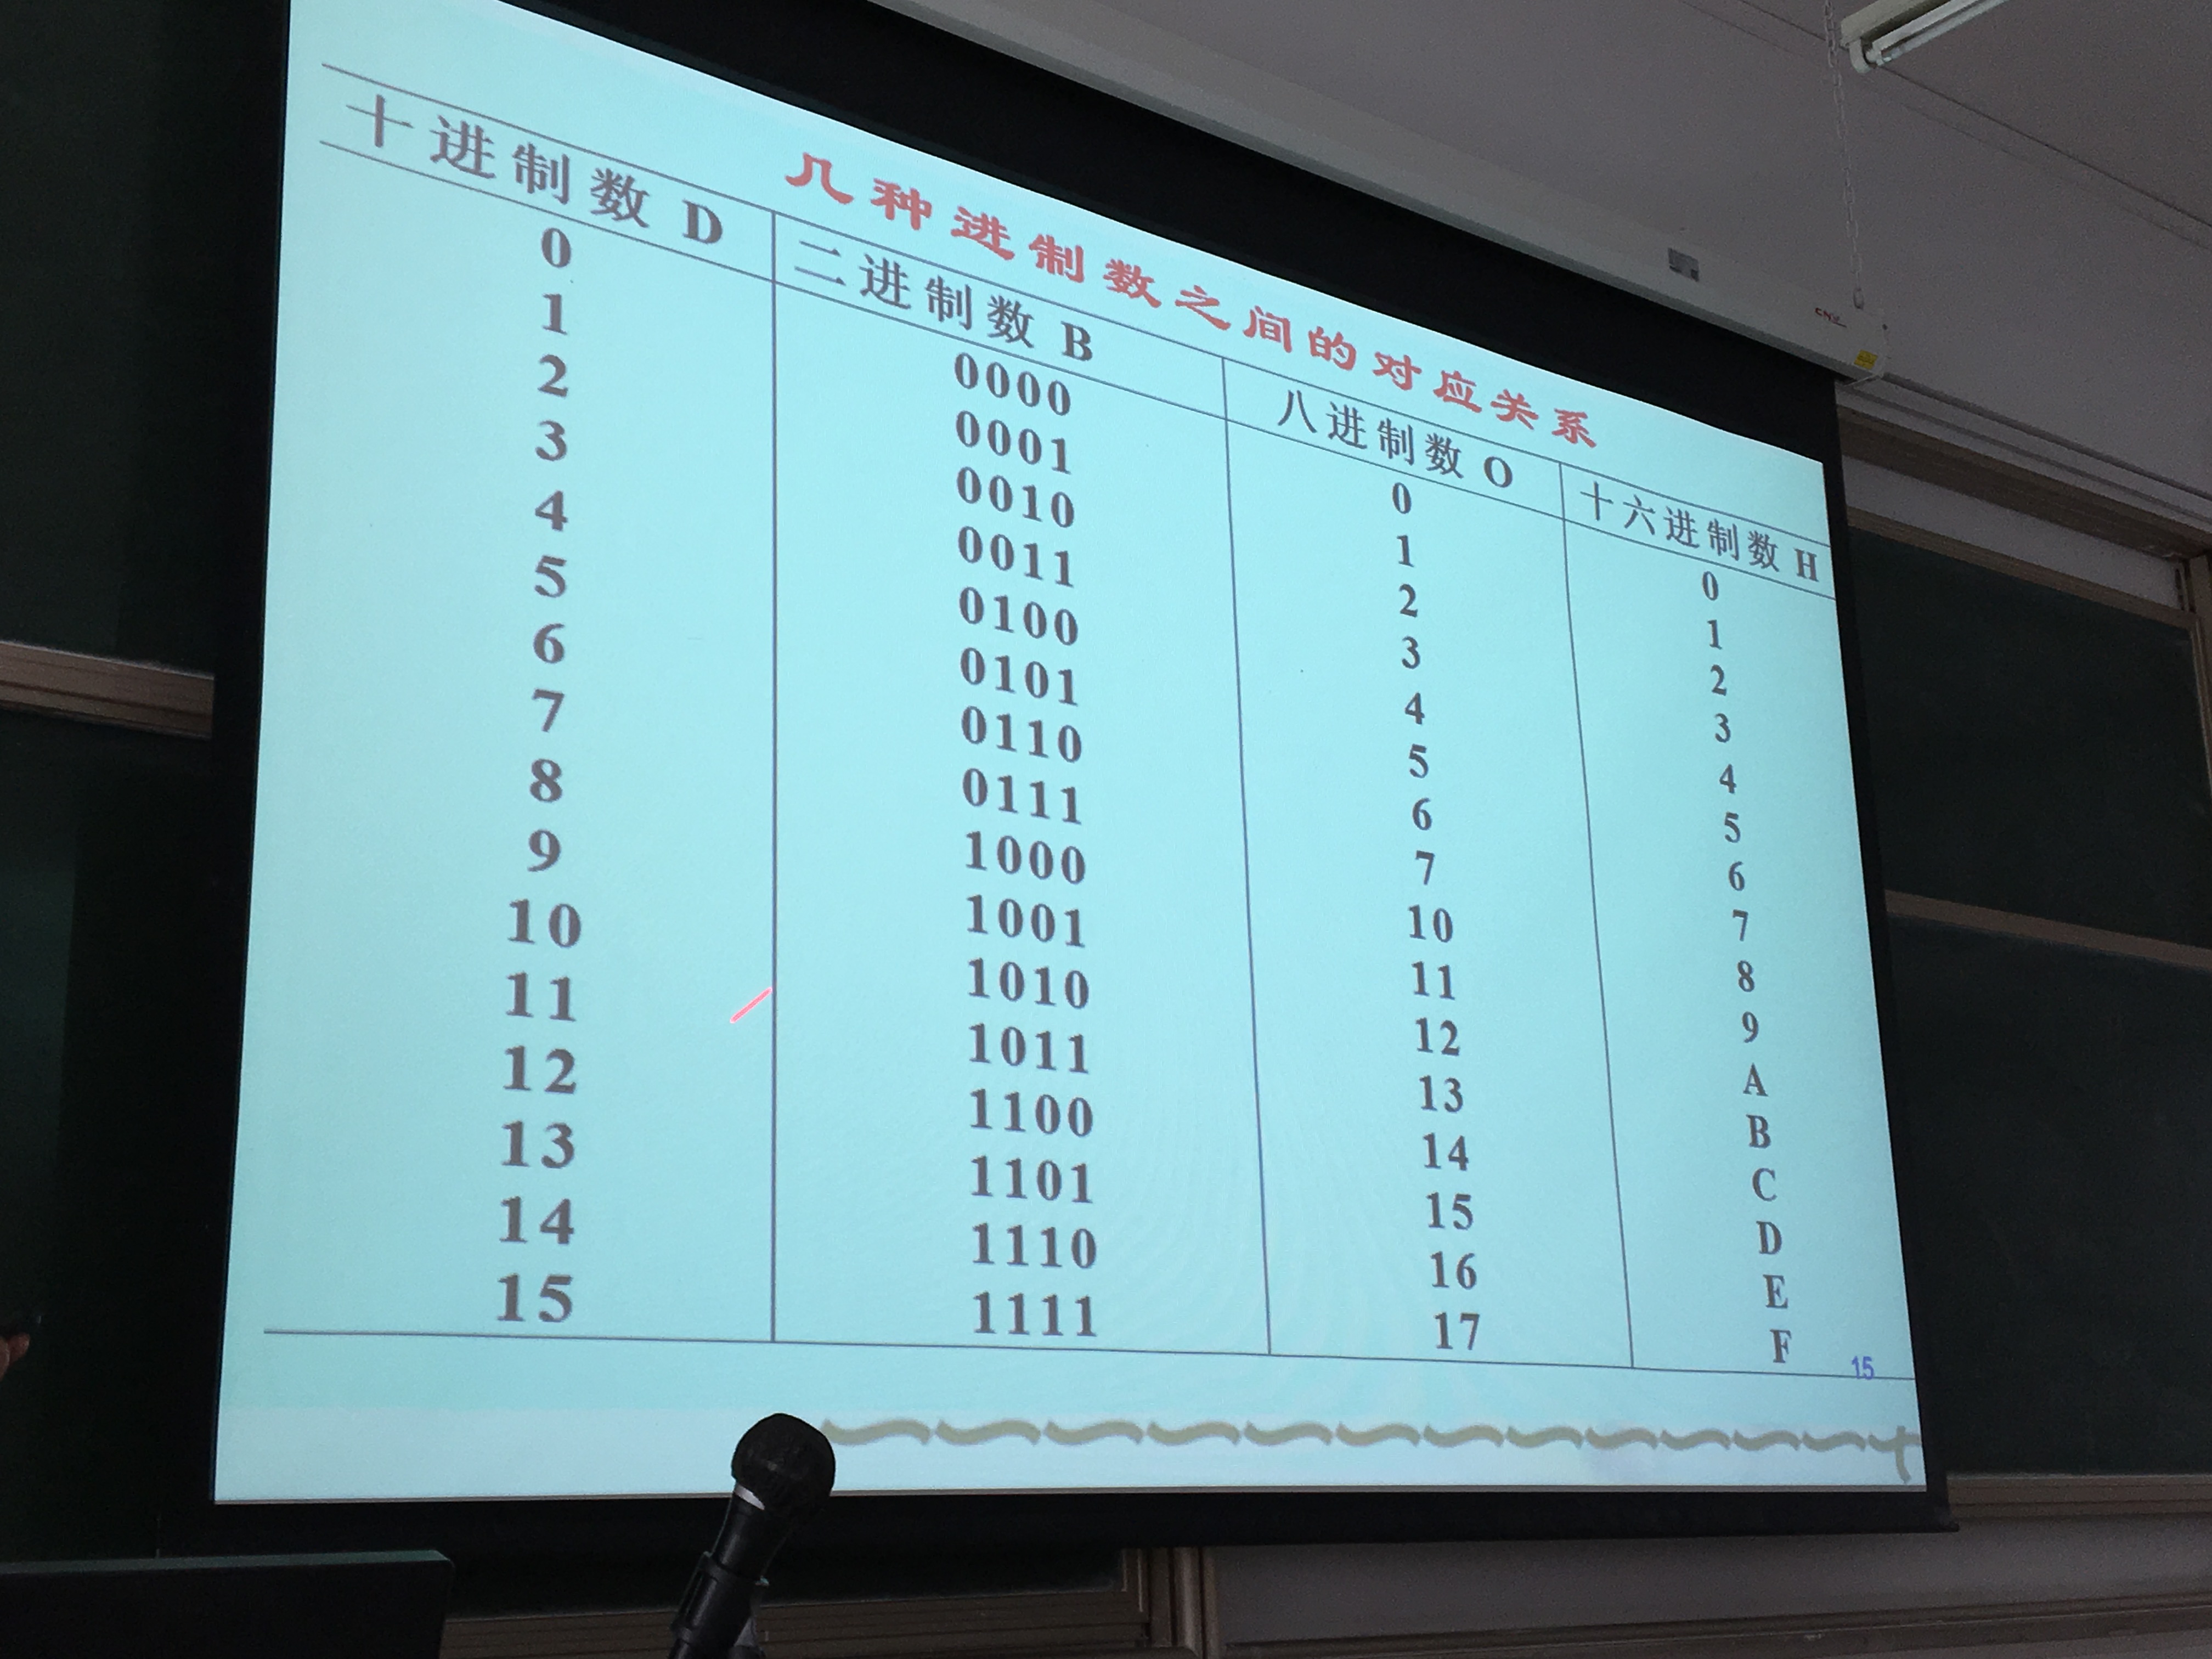 几种进制数之间的对应关系
十进制数 D 二进制数 B 八进制数 O 十六进制数 H
0 0000 0 0
1 0001 1 1
2 0010 2 2
3 0011 3 3
4 0100 4 4
5 0101 5 5
6 0110 6 6
7 0111 7 7
8 1000 10 8
9 1001 11 9
10 1010 12 A
11 1011 13 B
12 1100 14 C
13 1101 15 D
14 1110 16 E
15 1111 17 F
15